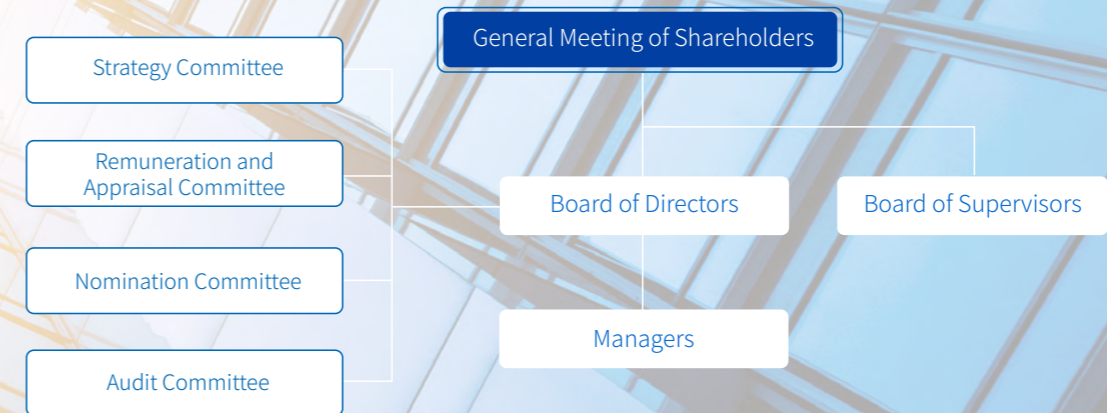 General Meeting of Shareholders
Strategy Committee
Remuneration and
Appraisal Committee
Board of Directors
Board of Supervisors
Nomination Committee
Managers
Audit Committee